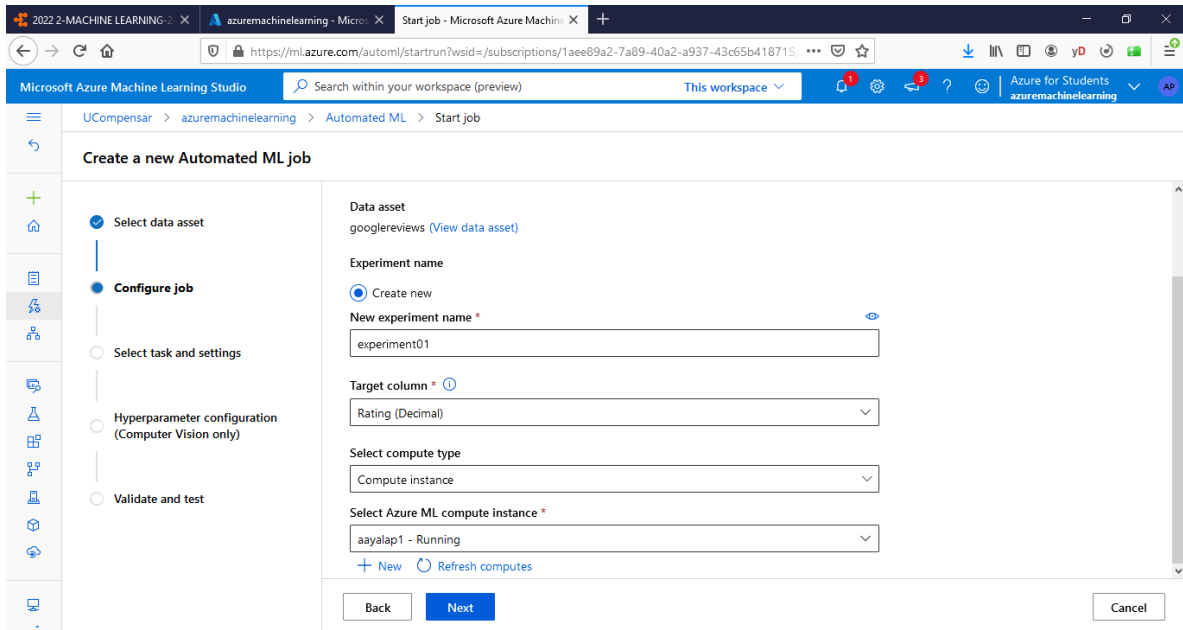 2022 2-MACHINE LEARNING-2
azuremachinelearning - Micros
Start job - Microsoft Azure Machine
https://ml.azure.com/automl/startrun?wsid=/subscriptions/1aee89a2-7a89-40a2-a937-43c65b418715
yD
Microsoft Azure Machine Learning Studio
Search within your workspace (preview)
This workspace
1
3
?
Azure for Students
azuremachinelearning
AP
UCompensar > azuremachinelearning > Automated ML > Start job
Create a new Automated ML job
Select data asset
Configure job
Select task and settings
Hyperparameter configuration
(Computer Vision only)
Validate and test
Data asset
googlereviews (View data asset)
Experiment name
Create new
New experiment name *
experiment01
Target column *
Rating (Decimal)
Select compute type
Compute instance
Select Azure ML compute instance *
aayalap1 - Running
+ New Refresh computes
Back
Next
Cancel